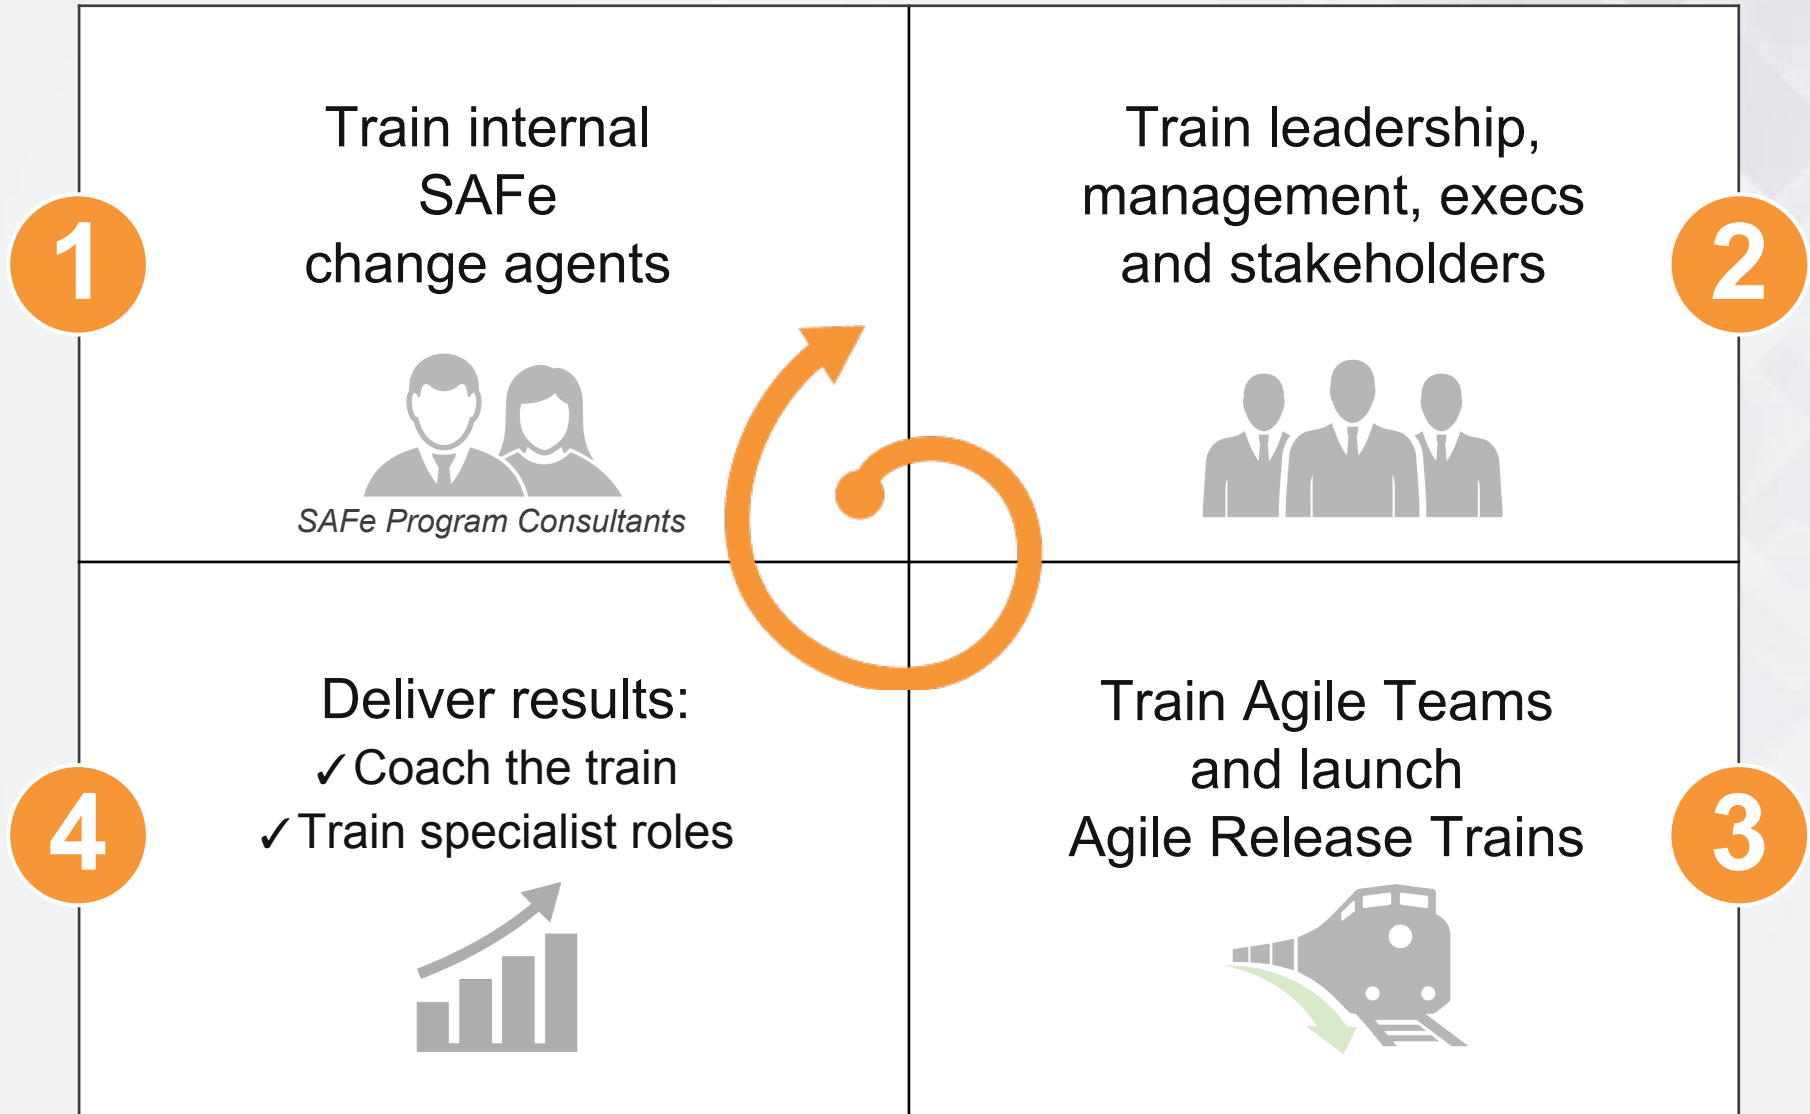 1
Train internal
SAFe
change agents
SAFe Program Consultants
2
Train leadership,
management, execs
and stakeholders
3
Train Agile Teams
and launch
Agile Release Trains
4
Deliver results:
✓Coach the train
✓Train specialist roles